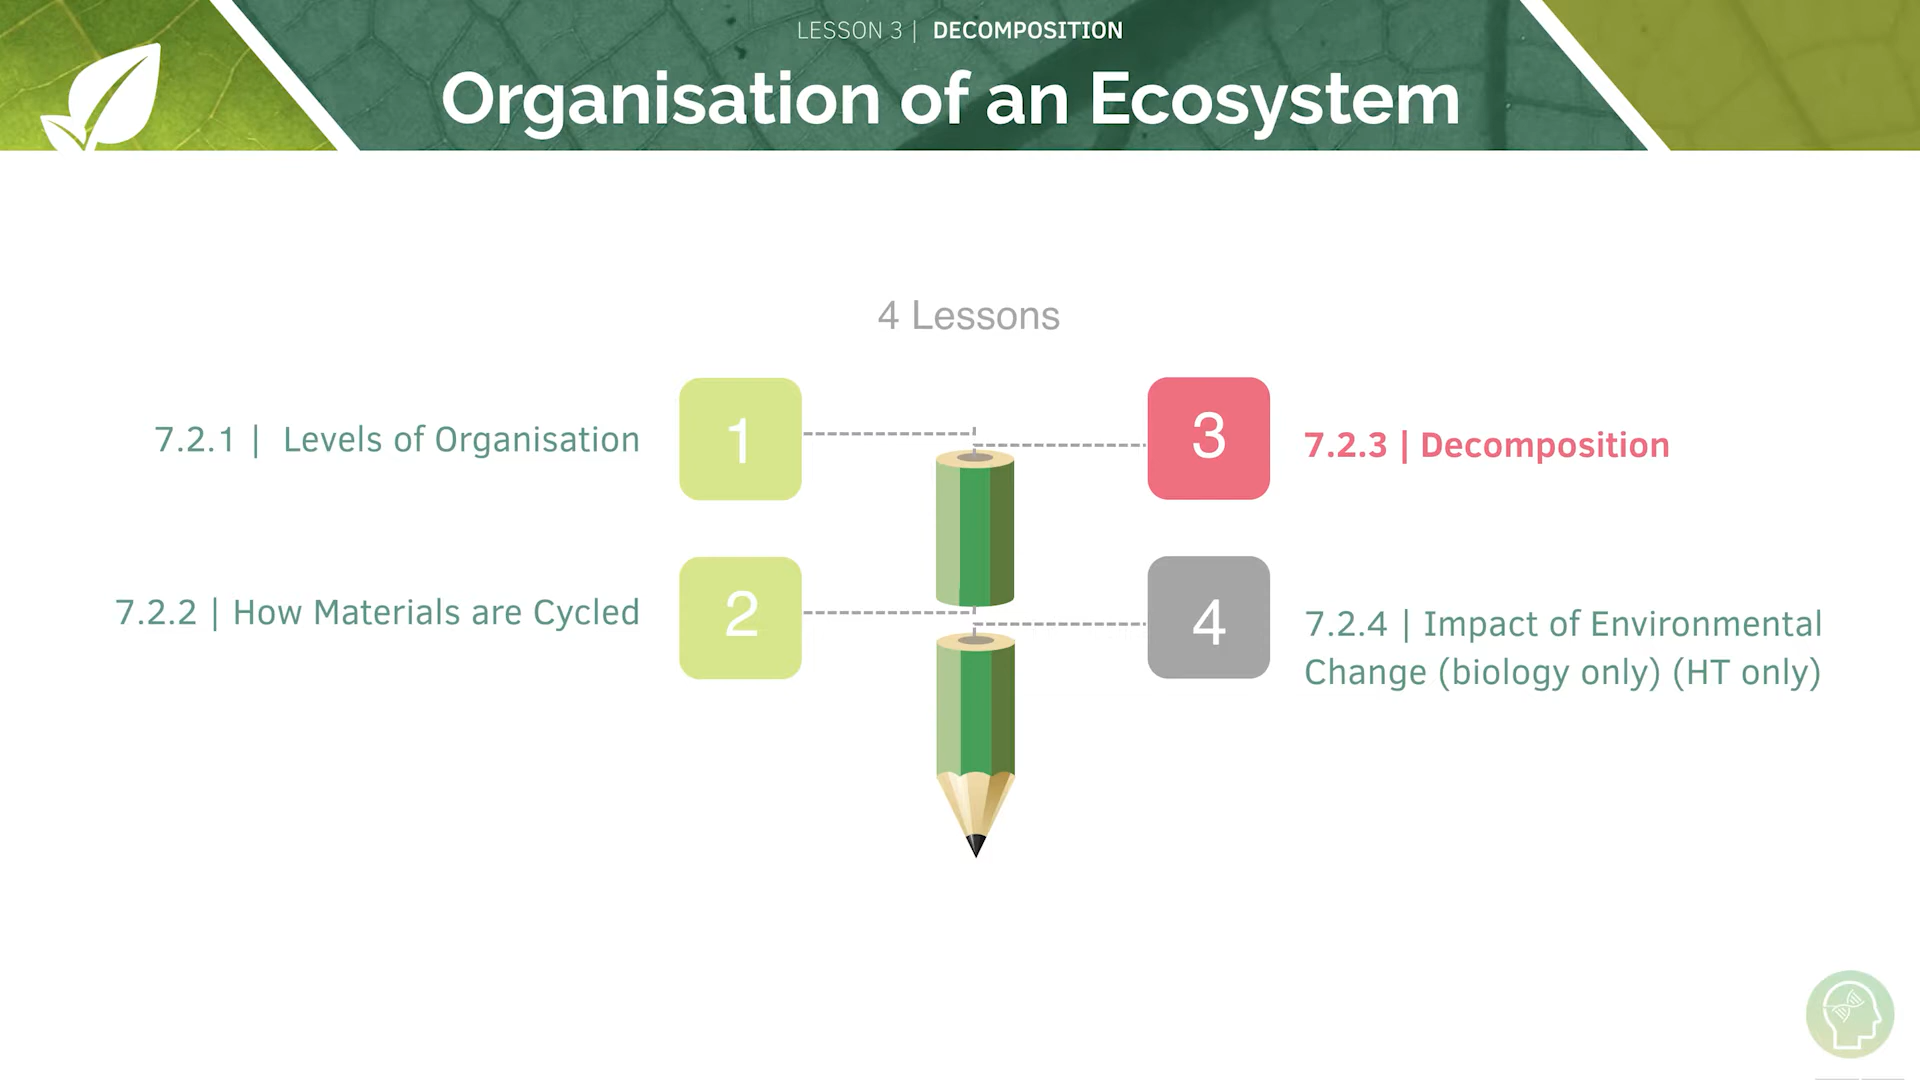 LESSON 3 | DECOMPOSITION
Organisation of an Ecosystem
4 Lessons
7.2.1 | Levels of Organisation
1
7.2.2 | How Materials are Cycled
2
3
7.2.3 | Decomposition
4
7.2.4 | Impact of Environmental
Change (biology only) (HT only)